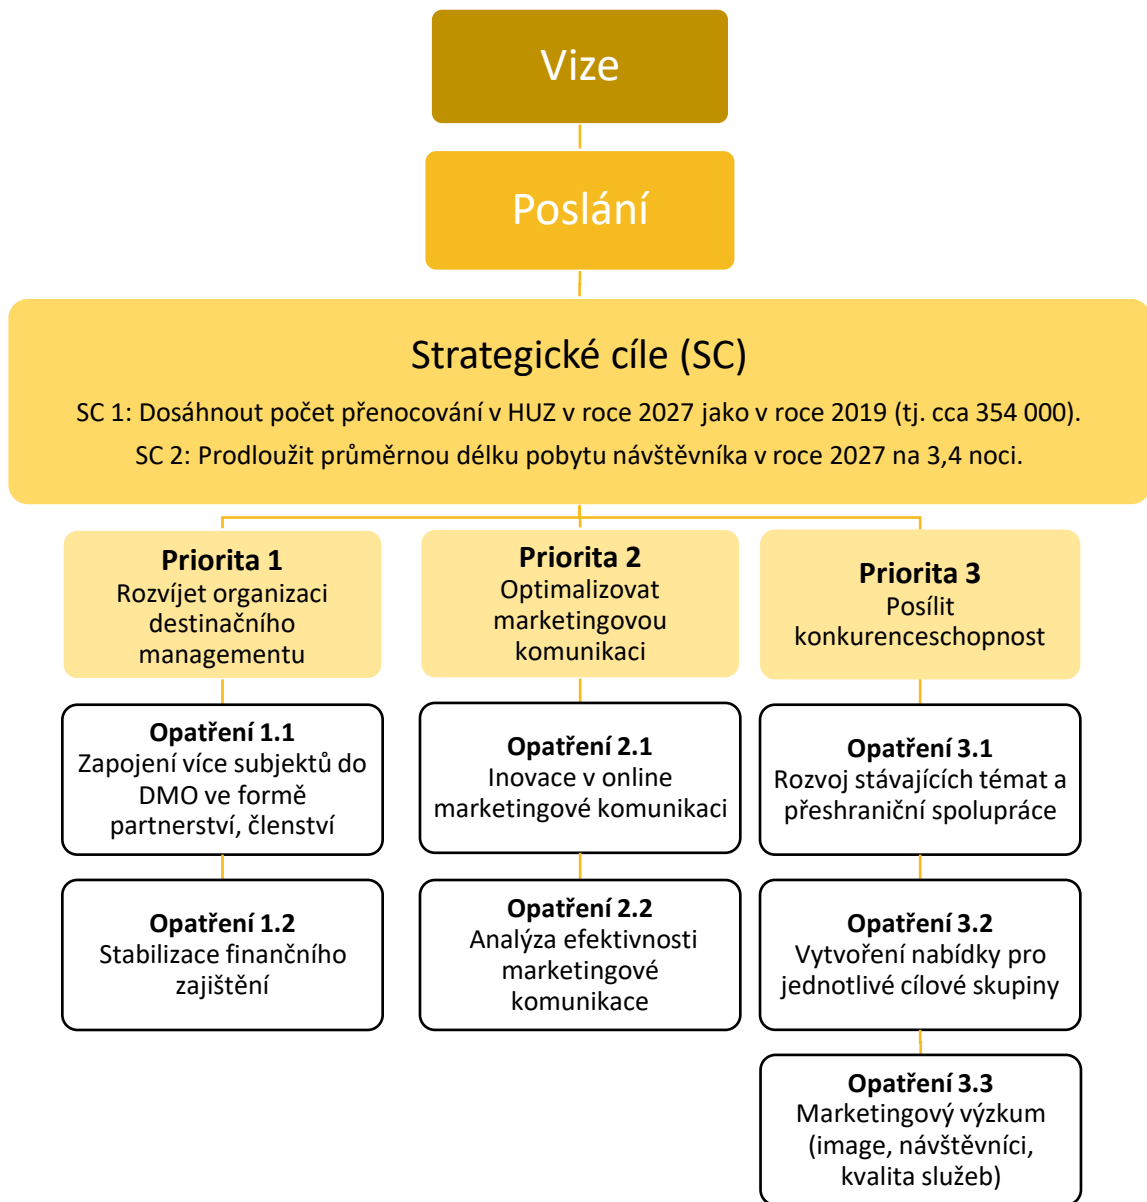 Vize
Poslání
Strategické cíle (SC)
SC 1: Dosáhnout počet přenocování v HUZ v roce 2027 jako v roce 2019 (tj. cca 354 000).
SC 2: Prodloužit průměrnou délku pobytu návštěvníka v roce 2027 na 3,4 noci.
Priorita 1
Rozvíjet organizaci
destinačního
managementu
Priorita 2
Optimalizovat
marketingovou
komunikaci
Priorita 3
Posílit
konkurenceschopnost
Opatření 1.1
Zapojení více subjektů do
DMO ve formě
partnerství, členství
Opatření 2.1
Inovace v online
marketingové komunikaci
Opatření 3.1
Rozvoj stávajících témat a
přeshraniční spolupráce
Opatření 1.2
Stabilizace finančního
zajištění
Opatření 2.2
Analýza efektivnosti
marketingové
komunikace
Opatření 3.2
Vytvoření nabídky pro
jednotlivé cílové skupiny
Opatření 3.3
Marketingový výzkum
(image, návštěvníci,
kvalita služeb)